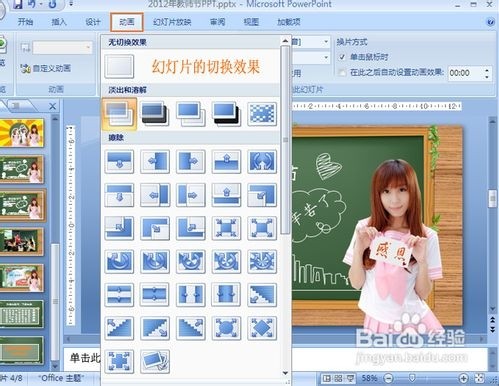 2012年教师节PPT.pptx - Microsoft PowerPoint
开始 插入 设计 动画 幻灯片放映 审阅 视图 加载项
无切换效果
换片方式
单击鼠标时
自定义动画
幻灯片的切换效果
在此之后自动设置动画效果: 00:00
动画
淡出和溶解
此幻灯片
擦除
辛苦了
感恩
单击此
Baidu经验
jingyan.baidu.com
片 4/8 "Office 主题" 58%